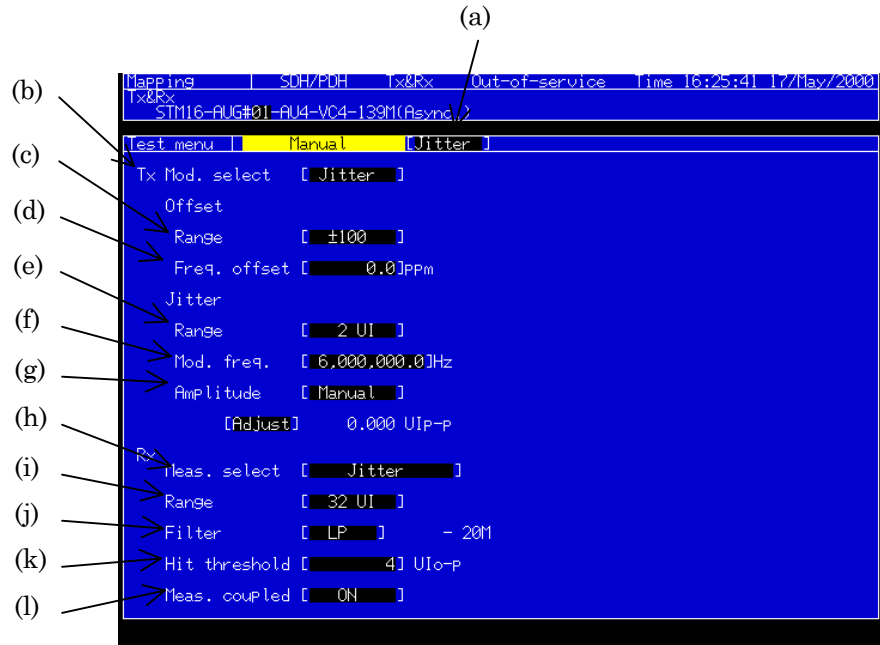 (a)
Mapping | SDH/PDH Tx&Rx Out-of-service Time 16:25:41 17/May/2000
Tx&Rx
STM16-AUG#01-AU4-VC4-139M(Async)
Test menu | Manual [Jitter ]
(b) Tx Mod. select [ Jitter ]
Offset
(c) Range [ ±100 ]
(d) Freq. offset [ 0.0]ppm
Jitter
(e) Range [ 2 UI ]
(f) Mod. freq. [ 6,000,000.0]Hz
(g) Amplitude [ Manual ]
[Adjust] 0.000 UIp-p
Rx
(h) Meas. select [ Jitter ]
(i) Range [ 32 UI ]
(j) Filter [ LP ] - 20M
(k) Hit threshold [ 4] UIo-p
(l) Meas. coupled [ ON ]